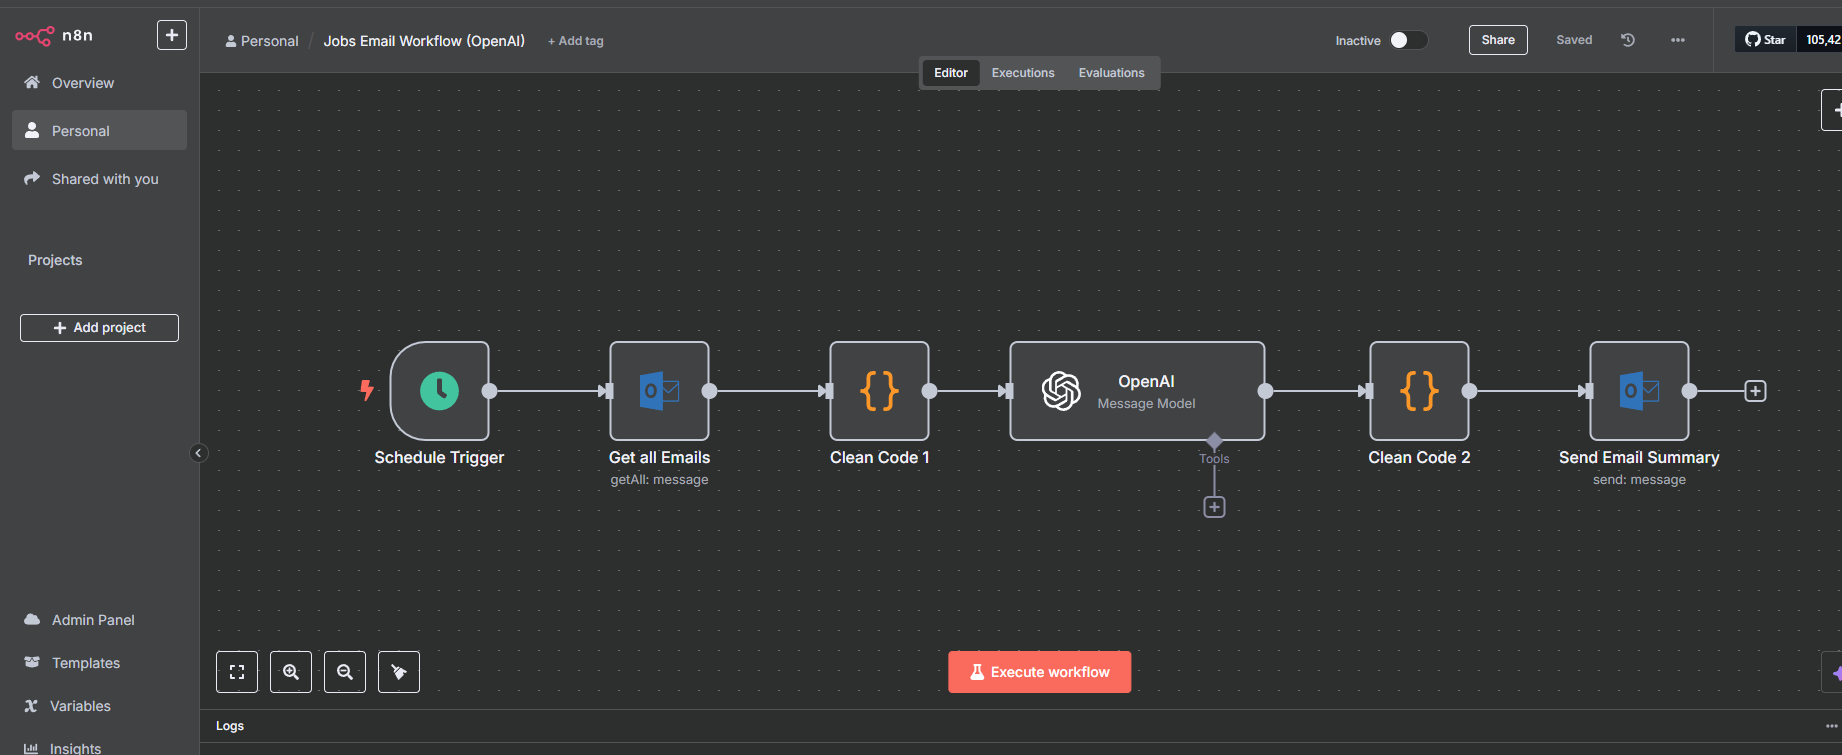 n8n
Overview
Personal
Shared with you
Projects
Add project
Admin Panel
Templates
Variables
Insights
Personal / Jobs Email Workflow (OpenAI) + Add tag
Inactive
Share
Saved
Star
105,42
Editor
Executions
Evaluations
Schedule Trigger
Get all Emails
getAll: message
Clean Code 1
OpenAI
Message Model
Tools
Clean Code 2
Send Email Summary
send: message
Execute workflow
Logs